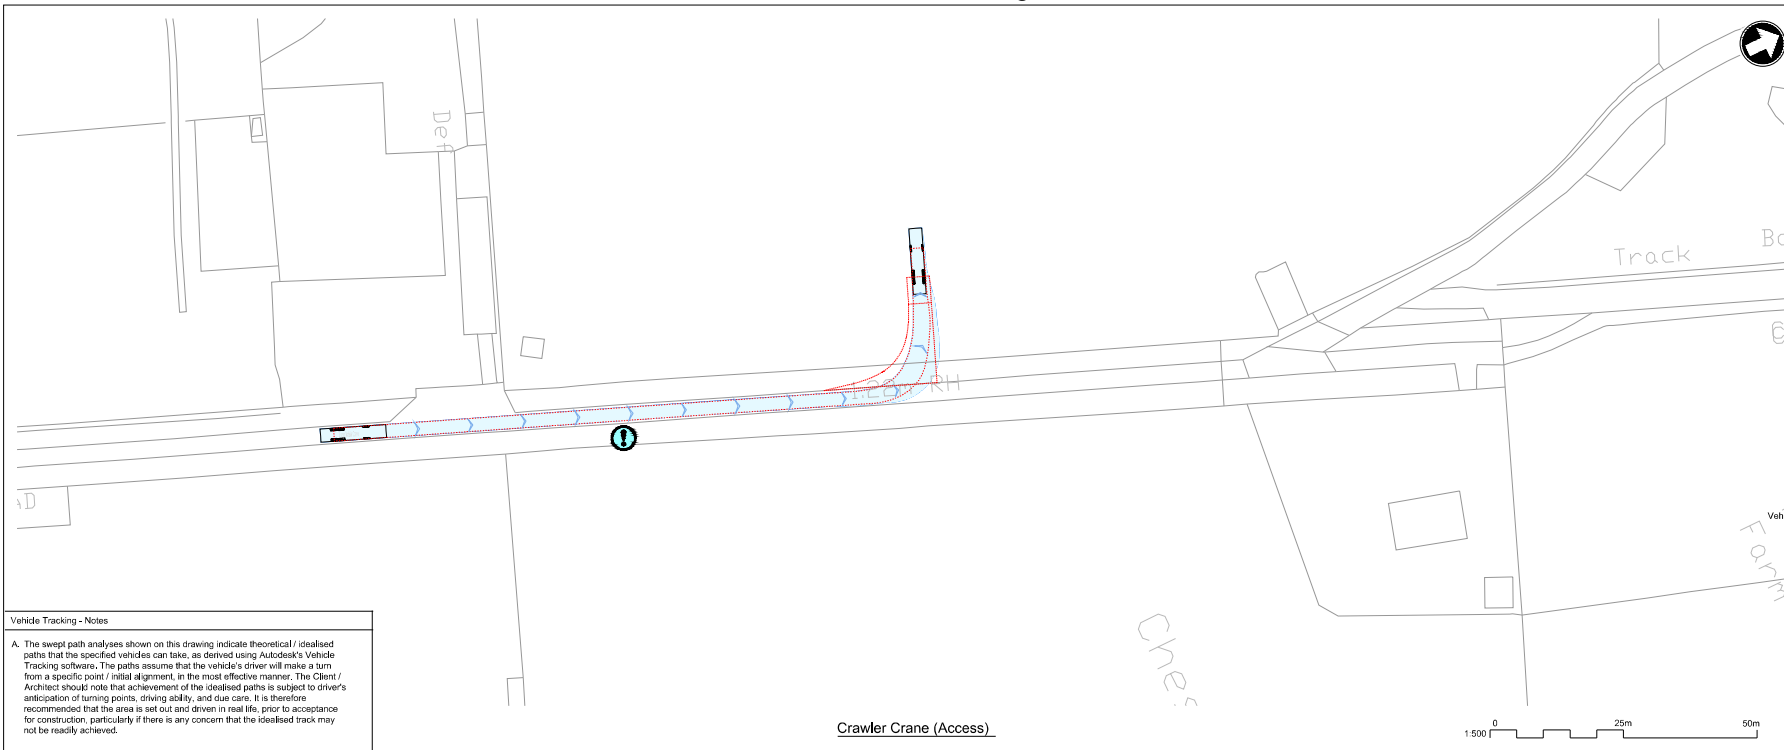 Def
Track
1.22m RH
Vehicle Tracking - Notes
A. The swept path analyses shown on this drawing indicate theoretical / idealised
paths that the specified vehicles can take, as derived using Autodesk's Vehicle
Tracking software. The paths assume that the vehicle's driver will make a turn
from a specific point / initial alignment, in the most effective manner. The Client /
Architect should note that achievement of the idealised paths is subject to driver's
anticipation of turning points, driving ability, and due care. It is therefore
recommended that the area is set out and driven in real life, prior to acceptance
for construction, particularly if there is any concern that the idealised track may
not be readily achieved.
Crawler Crane (Access)
1:500
0 25m 50m